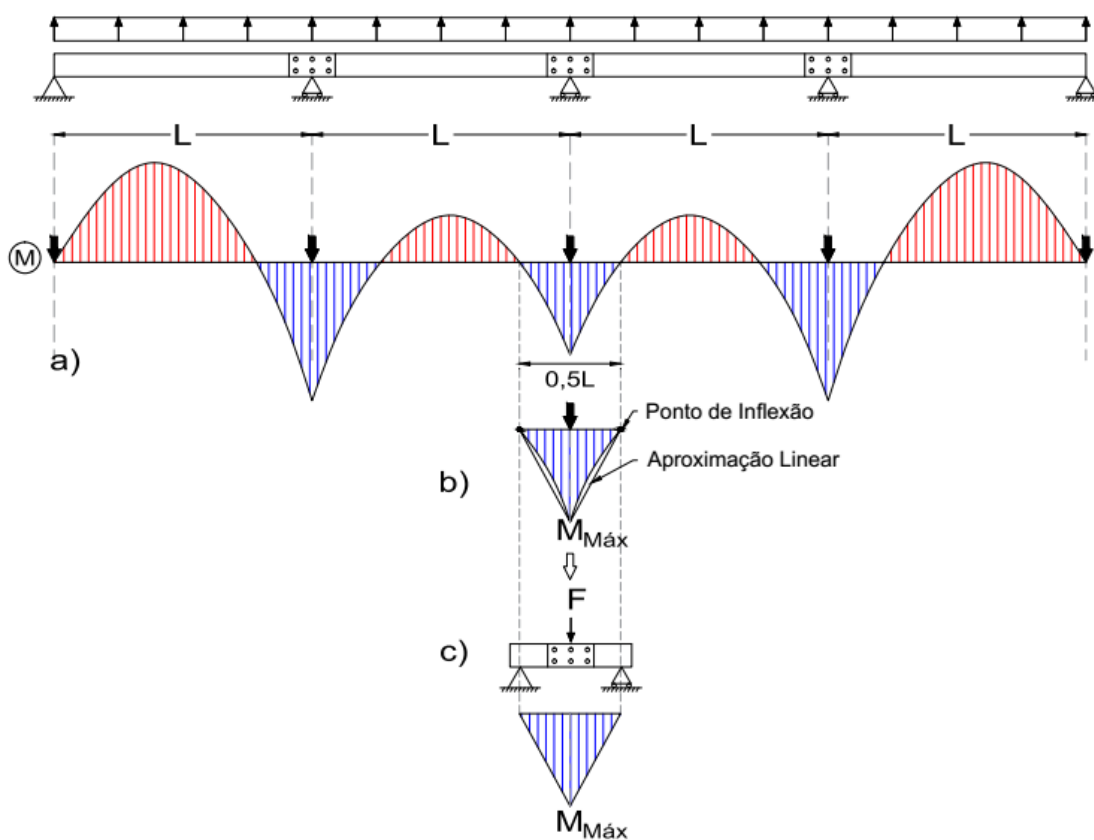 L L L L
M
a)
0,5L
Ponto de Inflexão
Aproximação Linear
b)
MMáx
F
c)
MMáx